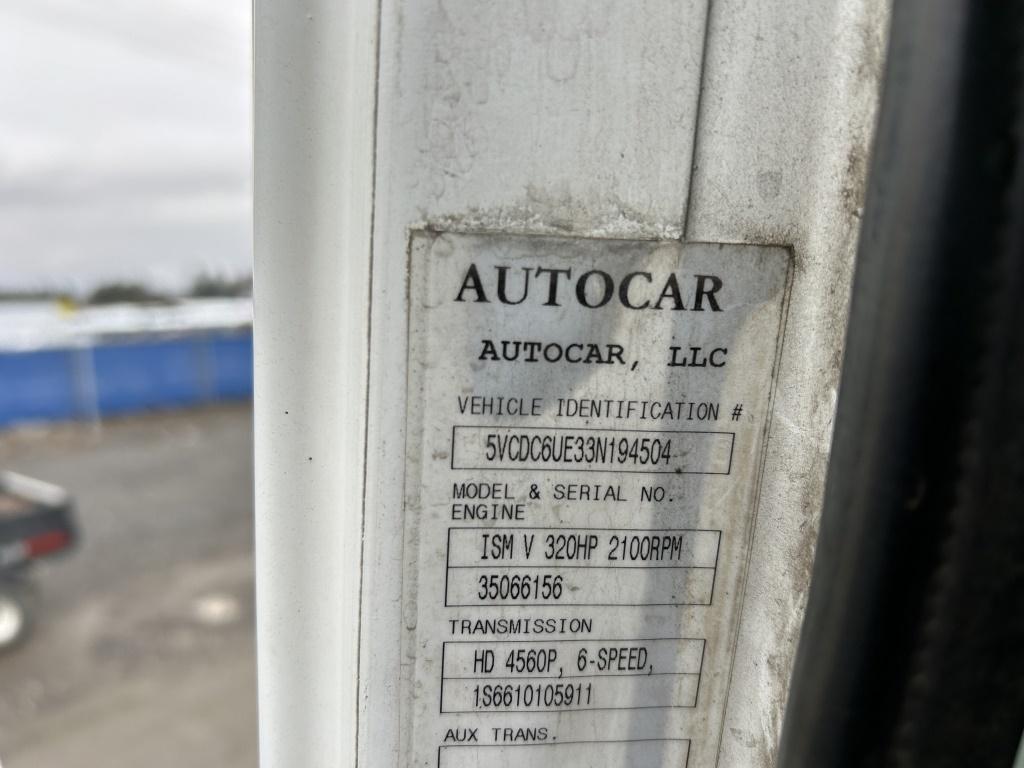 AUTOCAR
AUTOCAR, LLC
VEHICLE IDENTIFICATION #
5VCDC6UE33N194504
MODEL & SERIAL NO.
ENGINE
ISM V 320HP 2100RPM
35066156
TRANSMISSION
HD 4560P, 6-SPEED,
1S6610105911
AUX TRANS.